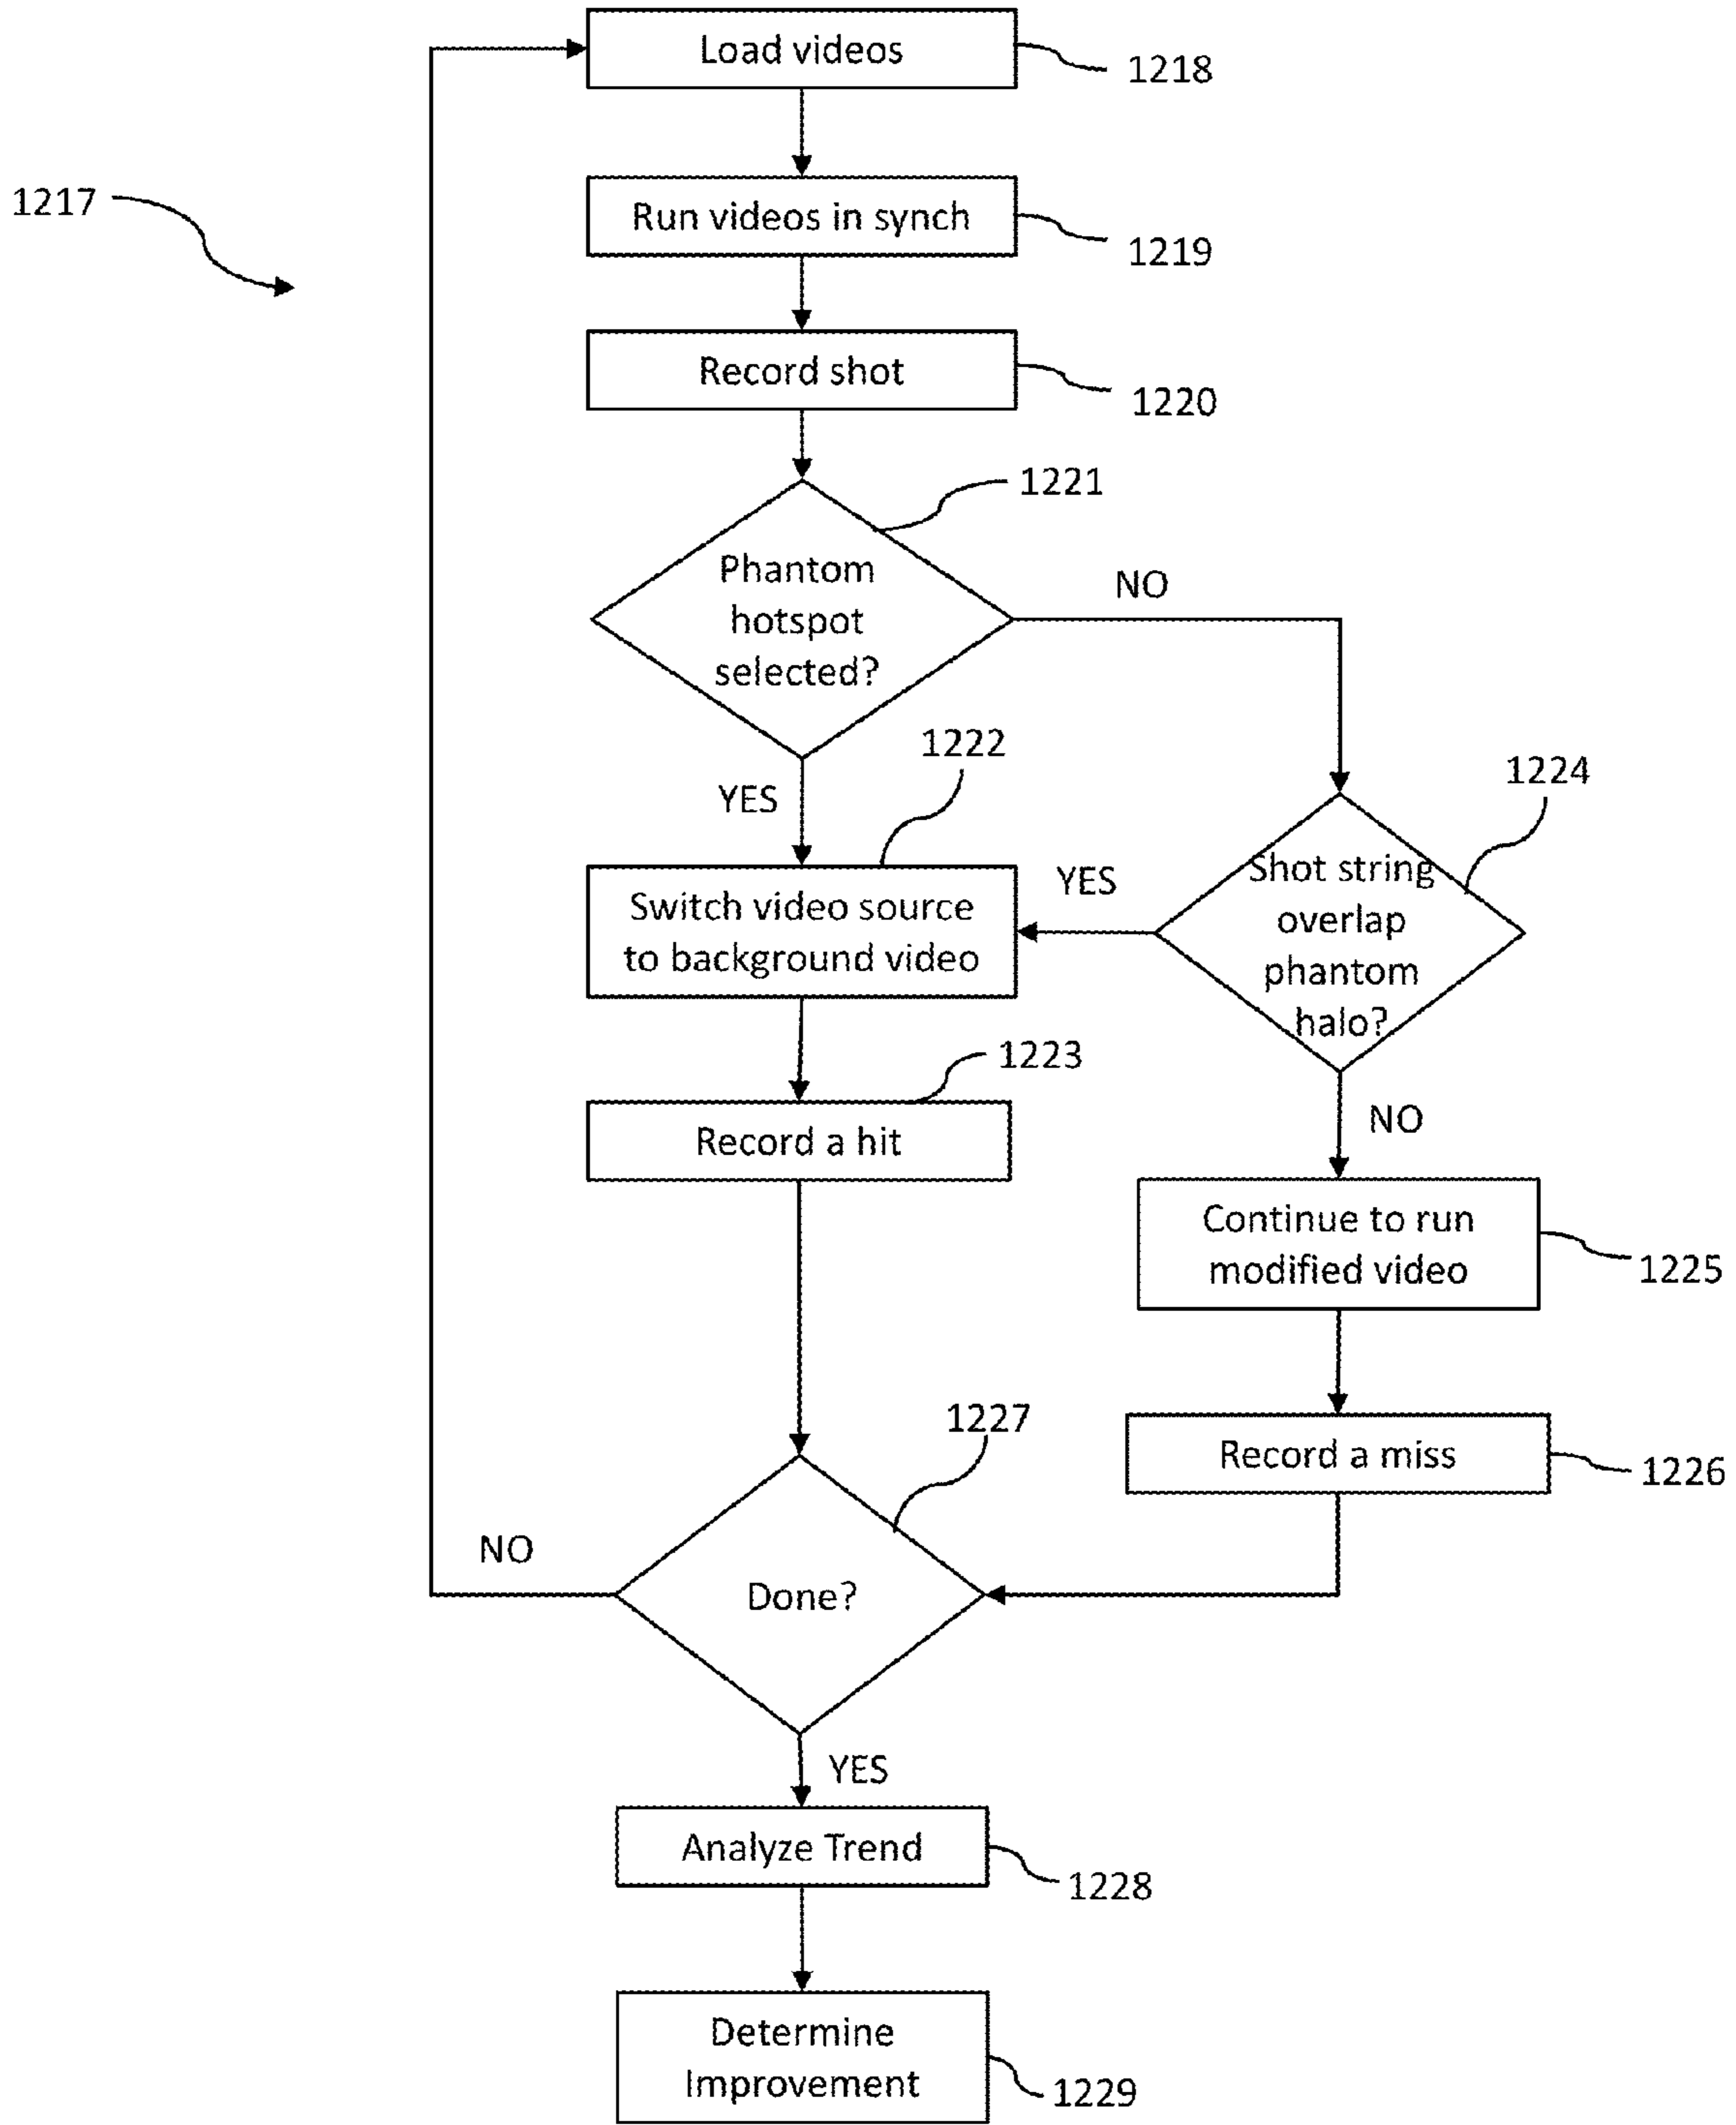 Load videos
1218
1217
Run videos in synch
1219
Record shot
1220
1221
Phantom
hotspot
selected?
NO
YES
1222
1224
Switch video source
to background video
YES
Shot string
overlap
phantom
halo?
1223
Record a hit
NO
Continue to run
modified video
1225
1227
Record a miss
1226
NO
Done?
YES
Analyze Trend
1228
Determine
Improvement
1229